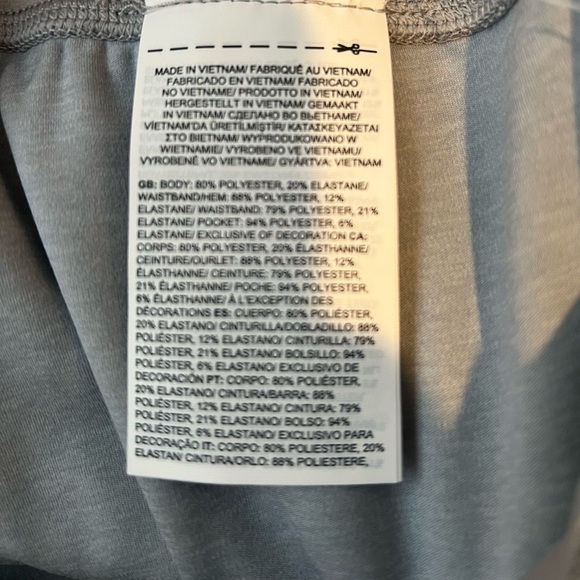 MADE IN VIETNAM/ FABRIQUÉ AU VIETNAM/
FABRICADO EN VIETNAM/ FABRICADO
NO VIETNAME/ PRODOTTO IN VIETNAM/
HERGESTELLT IN VIETNAM/ GEMAAKT
IN VIETNAM/ СДЕЛАНО ВО ВЬЕТНАМЕ/
VİETNAM'DA ÜRETİLMİŞTİR/ ΚΑΤΑΣΚΕΥΑΖΕΤΑΙ
ΣΤΟ ΒΙΕΤΝΑΜ/ WYPRODUKOWANO W
WIETNAMIE/ VYROBENO VE VIETNAMU/
VYROBENÉ VO VIETNAME/ GYÁRTVA: VIETNAM
GB: BODY: 80% POLYESTER, 20% ELASTANE/
WAISTBAND/HEM: 88% POLYESTER, 12%
ELASTANE/ WAISTBAND: 79% POLYESTER, 21%
ELASTANE/ POCKET: 94% POLYESTER, 6%
ELASTANE/ EXCLUSIVE OF DECORATION CA:
CORPS: 80% POLYESTER, 20% ÉLASTHANNE/
CEINTURE/OURLET: 88% POLYESTER, 12%
ÉLASTHANNE/ CEINTURE: 79% POLYESTER,
21% ÉLASTHANNE/ POCHE: 94% POLYESTER,
6% ÉLASTHANNE/ À L'EXCEPTION DES
DÉCORATIONS ES: CUERPO: 80% POLIÉSTER,
20% ELASTANO/ CINTURILLA/DOBLADILLO: 88%
POLIÉSTER, 12% ELASTANO/ CINTURILLA: 79%
POLIÉSTER, 21% ELASTANO/ BOLSILLO: 94%
POLIÉSTER, 6% ELASTANO/ EXCLUSIVO DE
DECORACIÓN PT: CORPO: 80% POLIÉSTER,
20% ELASTANO/ CINTURA/BARRA: 88%
POLIÉSTER, 12% ELASTANO/ CINTURA: 79%
POLIÉSTER, 21% ELASTANO/ BOLSO: 94%
POLIÉSTER, 6% ELASTANO/ EXCLUSIVO PARA
DECORAÇÃO IT: CORPO: 80% POLIESTERE, 20%
ELASTAN/ CINTURA/ORLO: 88% POLIESTERE,